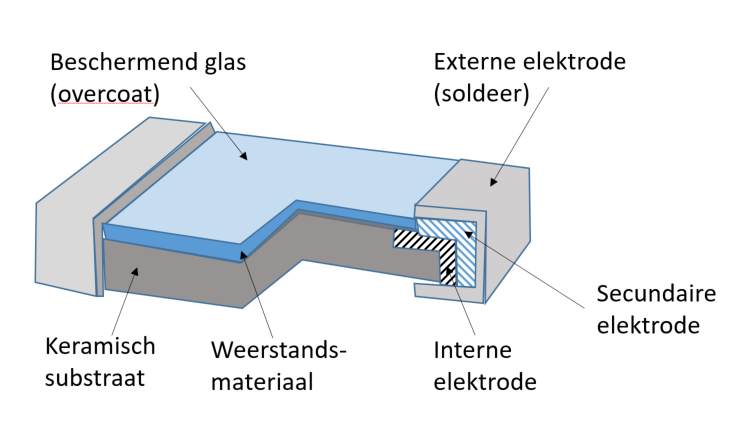 Beschermend glas
(overcoat)
Externe elektrode
(soldeer)
Secundaire
elektrode
Keramisch
substraat
Weerstands-
materiaal
Interne
elektrode